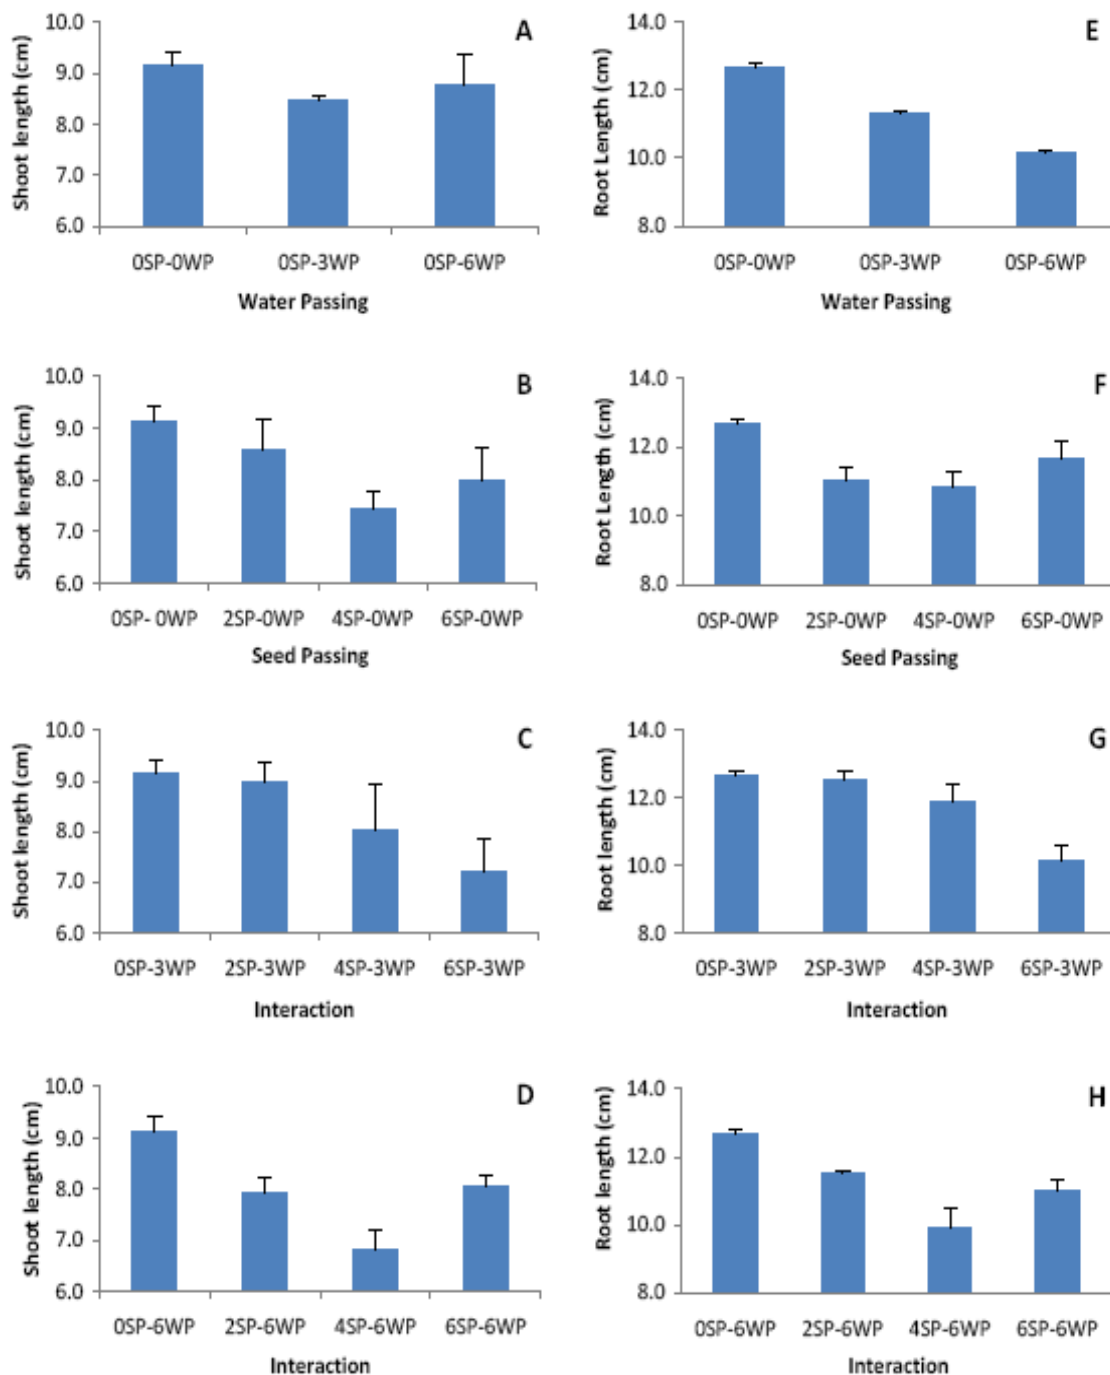 A
Shoot length (cm)
10.0
9.0
8.0
7.0
6.0
0SP-0WP 0SP-3WP 0SP-6WP
Water Passing
E
Root Length (cm)
14.0
12.0
10.0
8.0
0SP-0WP 0SP-3WP 0SP-6WP
Water Passing
B
Shoot length (cm)
10.0
9.0
8.0
7.0
6.0
0SP- 0WP 2SP-0WP 4SP-0WP 6SP-0WP
Seed Passing
F
Root Length (cm)
14.0
12.0
10.0
8.0
0SP-0WP 2SP-0WP 4SP-0WP 6SP-0WP
Seed Passing
C
Shoot length (cm)
10.0
9.0
8.0
7.0
6.0
0SP-3WP 2SP-3WP 4SP-3WP 6SP-3WP
Interaction
G
Root length (cm)
14.0
12.0
10.0
8.0
0SP-3WP 2SP-3WP 4SP-3WP 6SP-3WP
Interaction
D
Shoot length (cm)
10.0
9.0
8.0
7.0
6.0
0SP-6WP 2SP-6WP 4SP-6WP 6SP-6WP
Interaction
H
Root length (cm)
14.0
12.0
10.0
8.0
0SP-6WP 2SP-6WP 4SP-6WP 6SP-6WP
Interaction